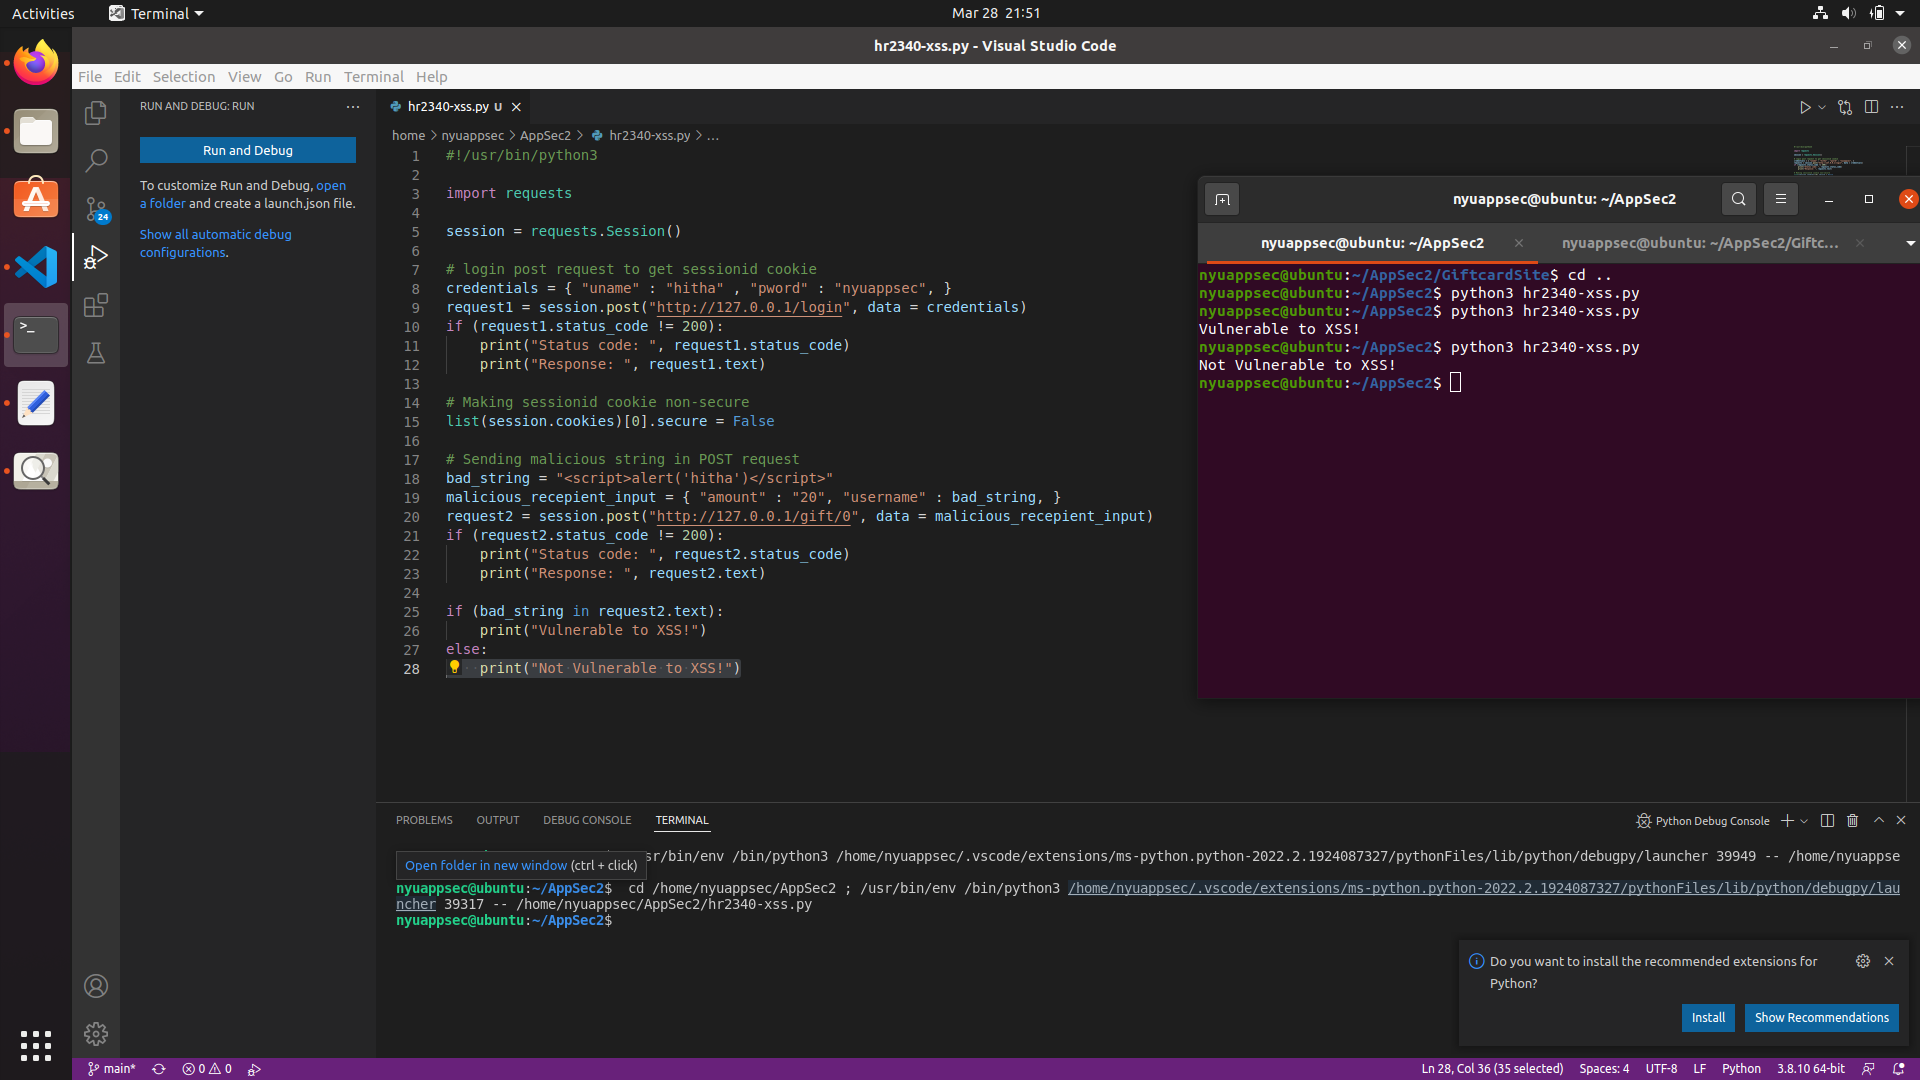 Activities
Terminal
Mar 28 21:51
hr2340-xss.py - Visual Studio Code
File Edit Selection View Go Run Terminal Help
RUN AND DEBUG: RUN
Run and Debug
To customize Run and Debug, open
a folder and create a launch.json file.
Show all automatic debug
configurations.
24
hr2340-xss.py U
home > nyuappsec > AppSec2 > hr2340-xss.py > ...
1 #!/usr/bin/python3
2
3 import requests
4
5 session = requests.Session()
6
7 # login post request to get sessionid cookie
8 credentials = { "uname" : "hitha" , "pword" : "nyuappsec", }
9 request1 = session.post("http://127.0.0.1/login", data = credentials)
10 if (request1.status_code != 200):
11 print("Status code: ", request1.status_code)
12 print("Response: ", request1.text)
13
14 # Making sessionid cookie non-secure
15 list(session.cookies)[0].secure = False
16
17 # Sending malicious string in POST request
18 bad_string = "<script>alert('hitha')</script>"
19 malicious_recepient_input = { "amount" : "20", "username" : bad_string, }
20 request2 = session.post("http://127.0.0.1/gift/0", data = malicious_recepient_input)
21 if (request2.status_code != 200):
22 print("Status code: ", request2.status_code)
23 print("Response: ", request2.text)
24
25 if (bad_string in request2.text):
26 print("Vulnerable to XSS!")
27 else:
28 print("Not Vulnerable to XSS!")
nyuappsec@ubuntu: ~/AppSec2
nyuappsec@ubuntu: ~/AppSec2
nyuappsec@ubuntu: ~/AppSec2/Giftc...
nyuappsec@ubuntu:~/AppSec2/GiftcardSite$ cd ..
nyuappsec@ubuntu:~/AppSec2$ python3 hr2340-xss.py
nyuappsec@ubuntu:~/AppSec2$ python3 hr2340-xss.py
Vulnerable to XSS!
nyuappsec@ubuntu:~/AppSec2$ python3 hr2340-xss.py
Not Vulnerable to XSS!
nyuappsec@ubuntu:~/AppSec2$
PROBLEMS OUTPUT DEBUG CONSOLE TERMINAL
Python Debug Console
Open folder in new window (ctrl + click)
sr/bin/env /bin/python3 /home/nyuappsec/.vscode/extensions/ms-python.python-2022.2.1924087327/pythonFiles/lib/python/debugpy/launcher 39949 -- /home/nyuappse
nyuappsec@ubuntu:~/AppSec2$ cd /home/nyuappsec/AppSec2 ; /usr/bin/env /bin/python3 /home/nyuappsec/.vscode/extensions/ms-python.python-2022.2.1924087327/pythonFiles/lib/python/debugpy/lau
ncher 39317 -- /home/nyuappsec/AppSec2/hr2340-xss.py
nyuappsec@ubuntu:~/AppSec2$
Do you want to install the recommended extensions for
Python?
Install
Show Recommendations
main* 0 0
Ln 28, Col 36 (35 selected) Spaces: 4 UTF-8 LF Python 3.8.10 64-bit